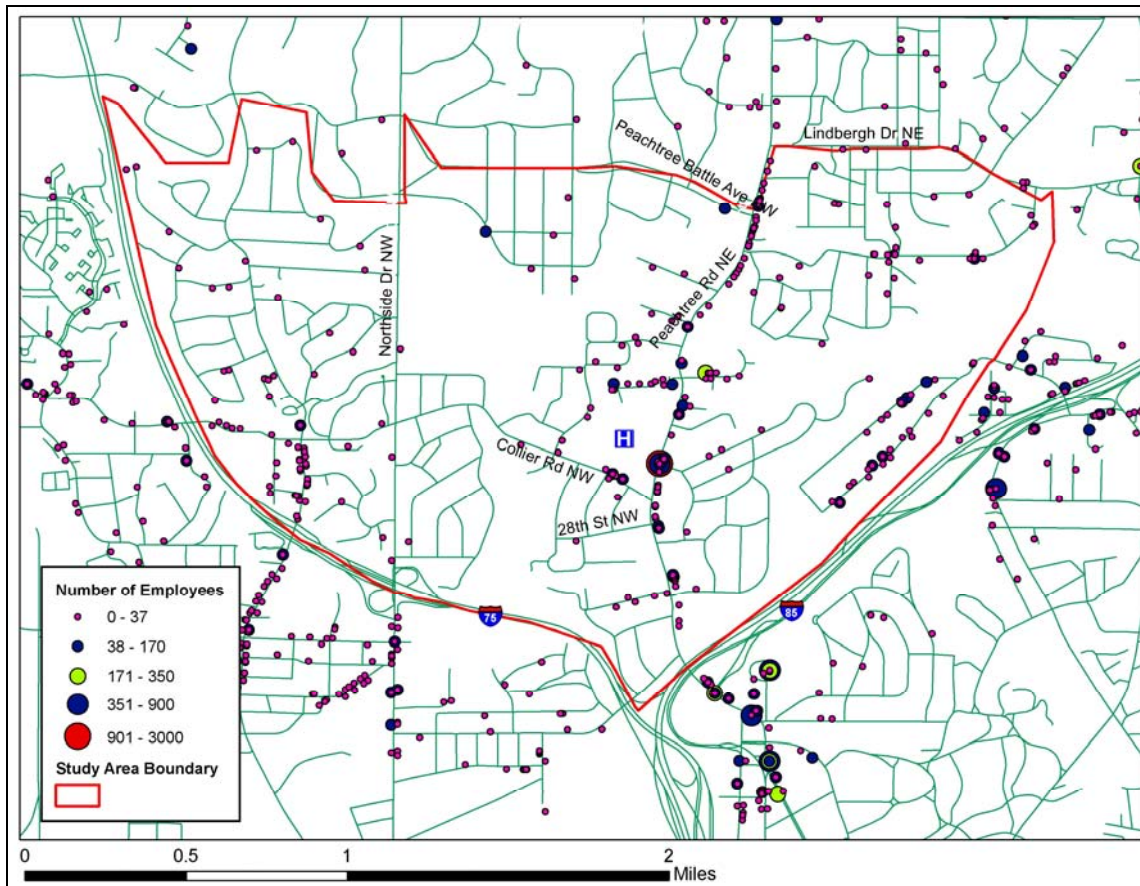 Lindbergh Dr NE
Peachtree Battle Ave NW
Northside Dr NW
Peachtree Rd NE
H
Collier Rd NW
28th St NW
75
85
Number of Employees
0 - 37
38 - 170
171 - 350
351 - 900
901 - 3000
Study Area Boundary
0 0.5 1 2
Miles